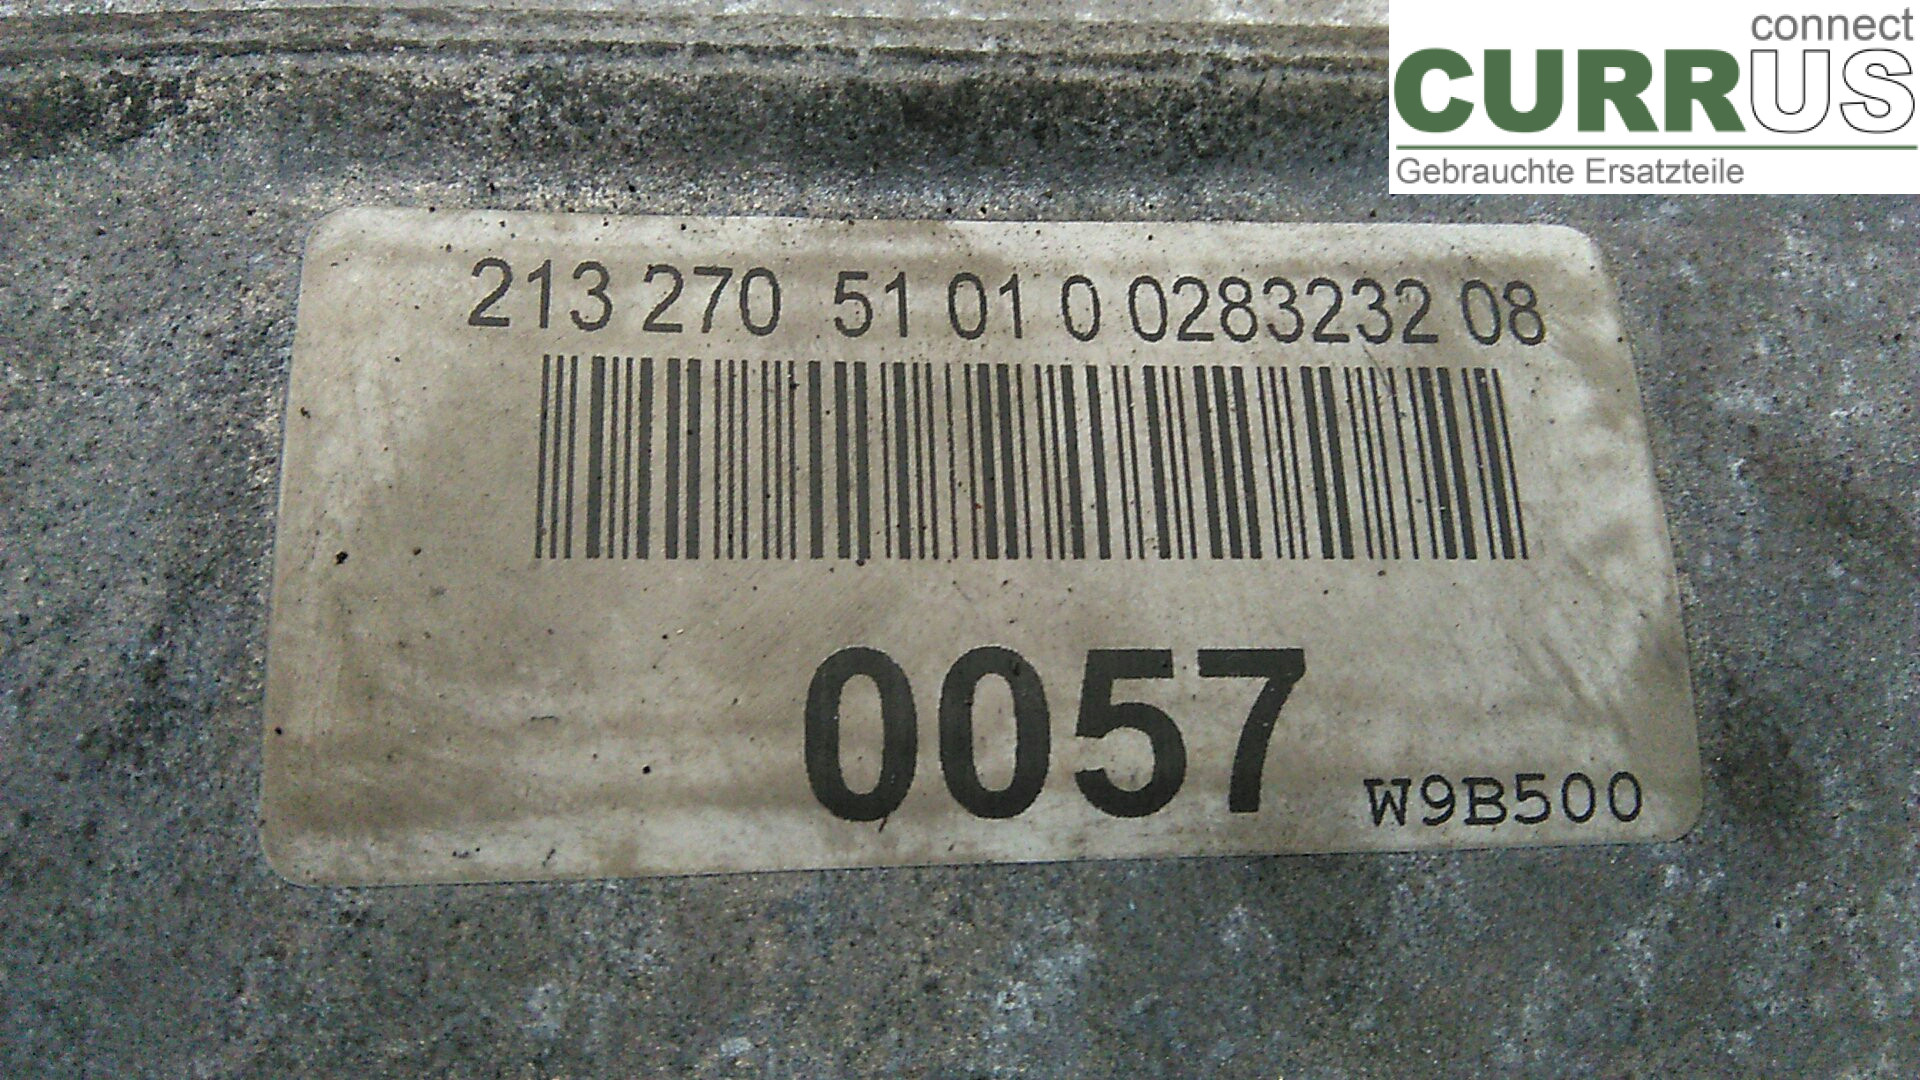 connect
CURRUS
Gebrauchte Ersatzteile
213 270 51 01 0 0283232 08
0057
W9B500